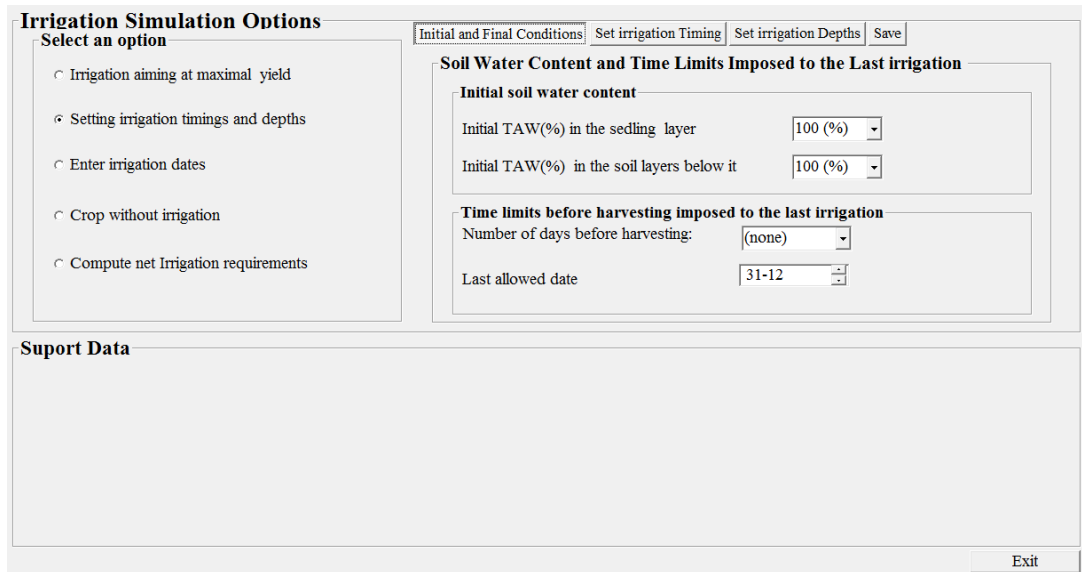 Irrigation Simulation Options
Select an option
Irrigation aiming at maximal yield
Setting irrigation timings and depths
Enter irrigation dates
Crop without irrigation
Compute net Irrigation requirements
Initial and Final Conditions Set irrigation Timing Set irrigation Depths Save
Soil Water Content and Time Limits Imposed to the Last irrigation
Initial soil water content
Initial TAW(%) in the sedling layer 100 (%)
Initial TAW(%) in the soil layers below it 100 (%)
Time limits before harvesting imposed to the last irrigation
Number of days before harvesting: (none)
Last allowed date 31-12
Suport Data
Exit